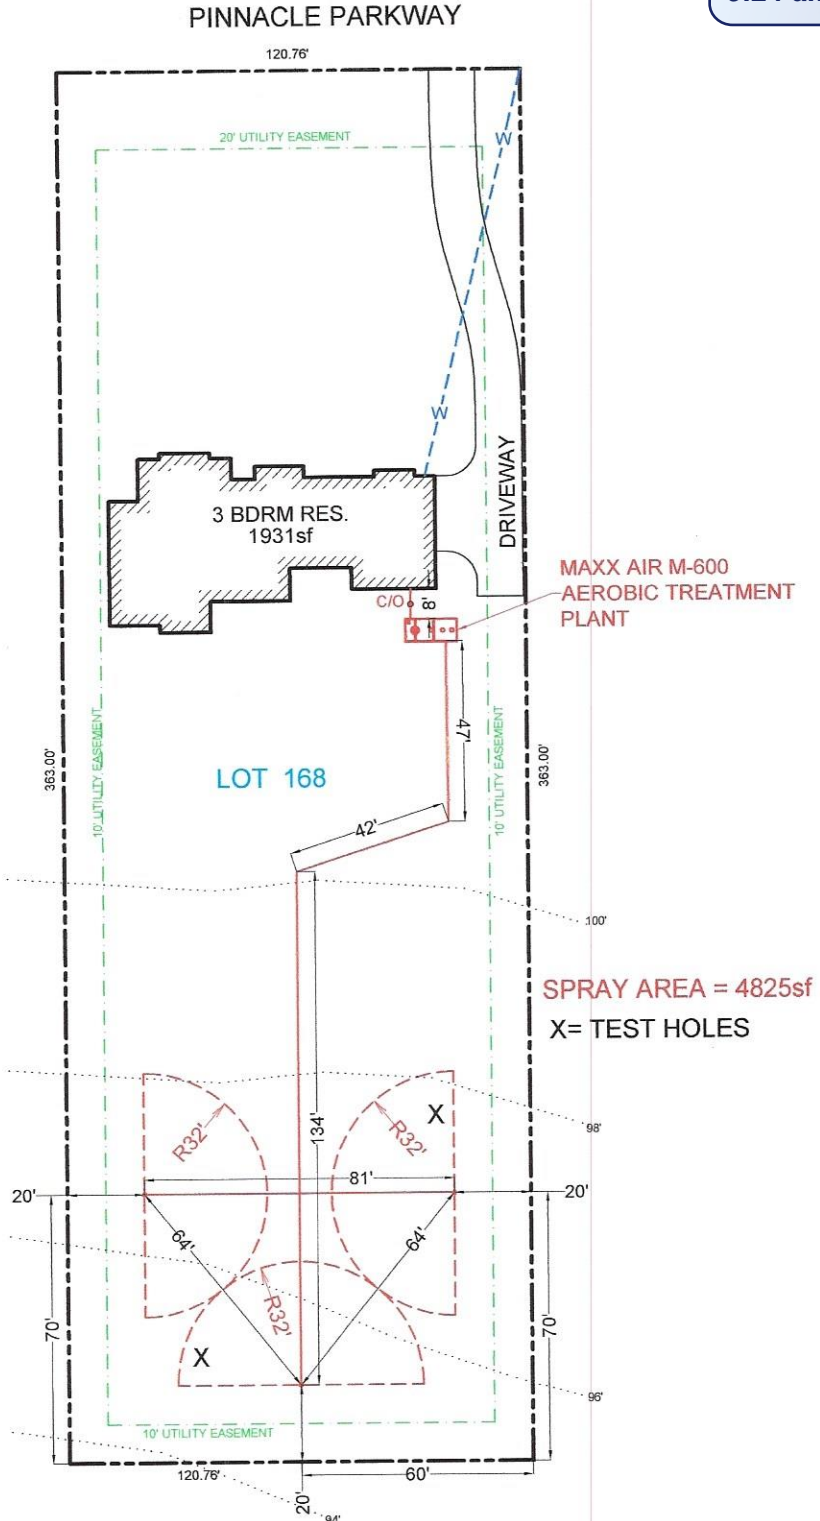 PINNACLE PARKWAY
120.76'
20' UTILITY EASEMENT
W
W
DRIVEWAY
3 BDRM RES.
1931sf
C/O
8'
MAXX AIR M-600
AEROBIC TREATMENT
PLANT
47'
10' UTILITY EASEMENT
10' UTILITY EASEMENT
363.00'
363.00'
LOT 168
42'
100'
SPRAY AREA = 4825sf
X= TEST HOLES
98'
X
R32'
R32'
134'
81'
20'
20'
64'
64'
R32'
70'
70'
X
96'
10' UTILITY EASEMENT
120.76'
60'
20'
94'